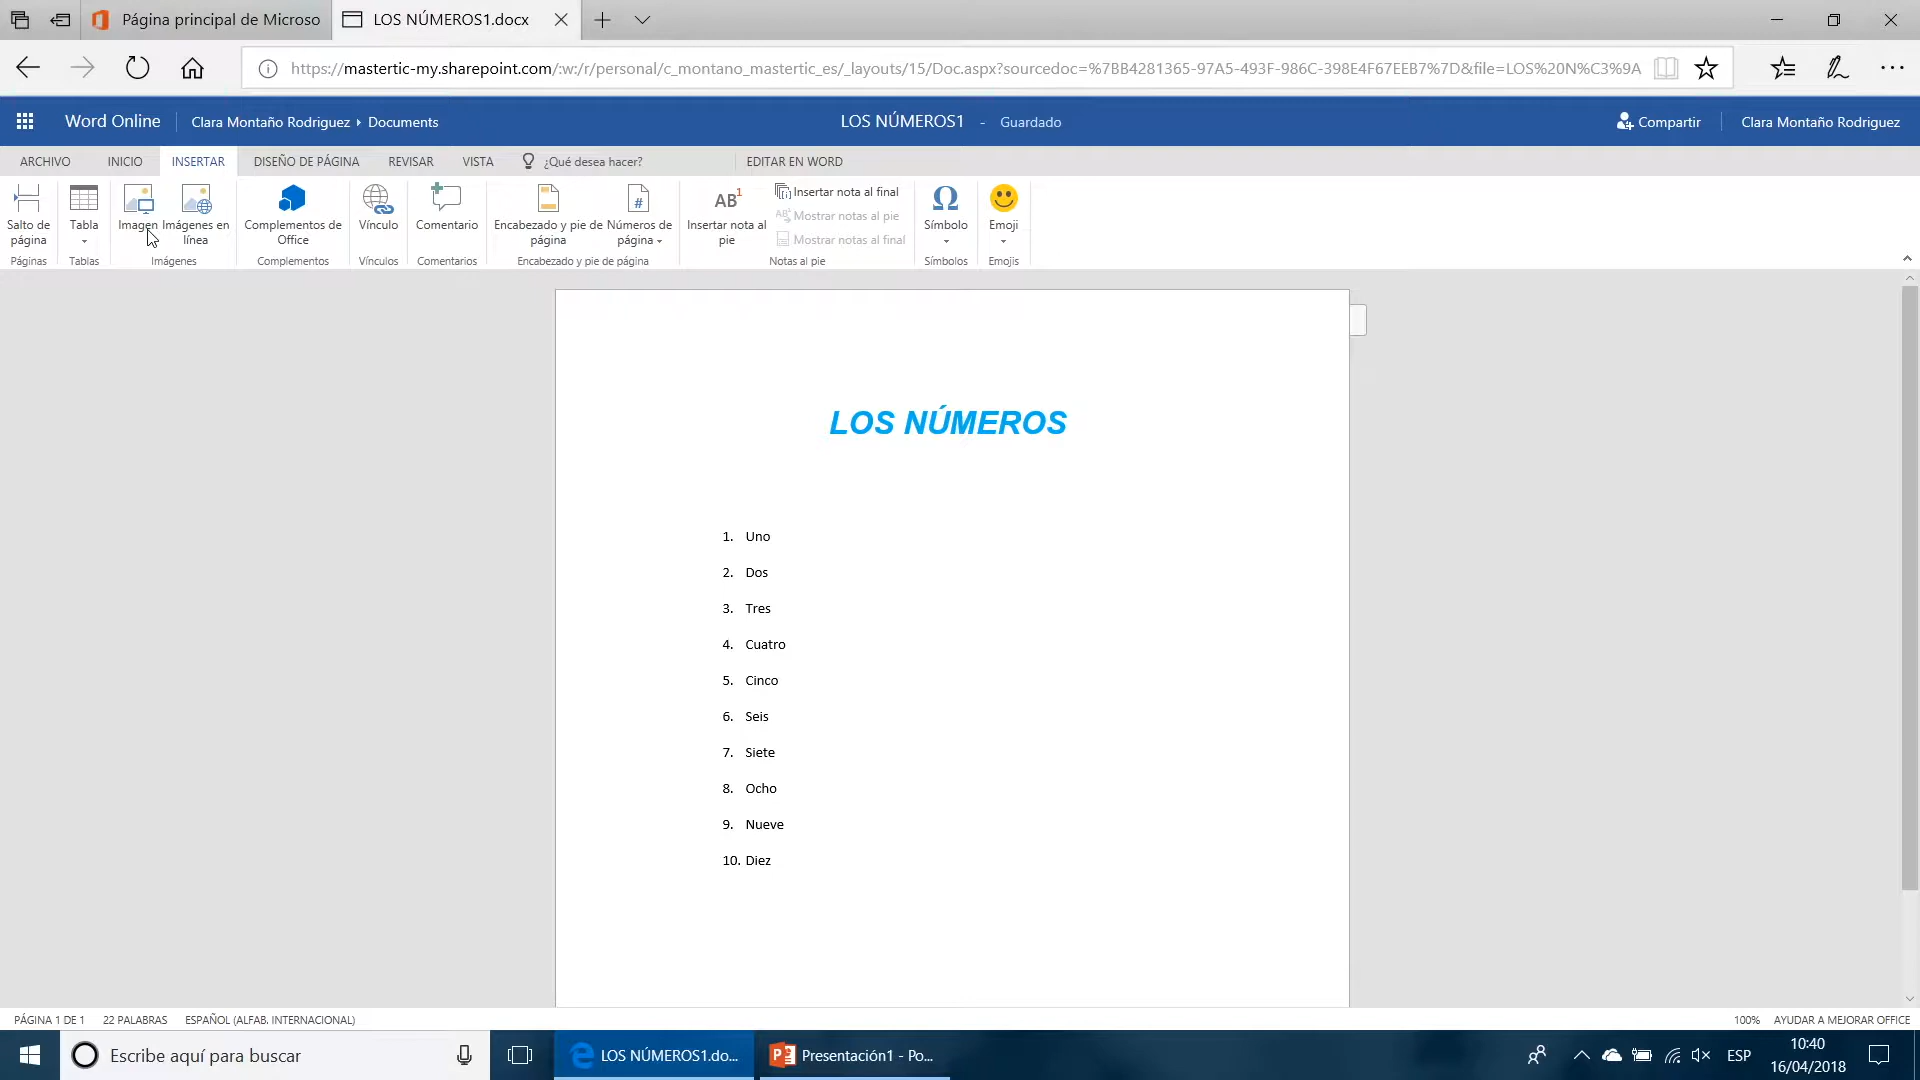 Página principal de Microso
LOS NÚMEROS1.docx
https://mastertic-my.sharepoint.com/:w:/r/personal/c_montano_mastertic_es/_layouts/15/Doc.aspx?sourcedoc=%7BB4281365-97A5-493F-986C-398E4F67EEB7%7D&file=LOS%20N%C3%9A
Word Online
Clara Montaño Rodriguez ▸ Documents
LOS NÚMEROS1 - Guardado
Compartir
Clara Montaño Rodriguez
ARCHIVO INICIO INSERTAR DISEÑO DE PÁGINA REVISAR VISTA ¿Qué desea hacer? EDITAR EN WORD
Salto de
página
Páginas
Tabla
Tablas
Imagen
Imágenes en
línea
Imágenes
Complementos de
Office
Complementos
Vínculo
Vínculos
Comentario
Comentarios
Encabezado y pie de
página
Números de
página
Encabezado y pie de página
AB1
Insertar nota al
pie
Insertar nota al final
Mostrar notas al pie
Mostrar notas al final
Notas al pie
Ω
Símbolo
Símbolos
Emoji
Emojis
LOS NÚMEROS
1. Uno
2. Dos
3. Tres
4. Cuatro
5. Cinco
6. Seis
7. Siete
8. Ocho
9. Nueve
10. Diez
PÁGINA 1 DE 1 22 PALABRAS ESPAÑOL (ALFAB. INTERNACIONAL)
100% AYUDAR A MEJORAR OFFICE
Escribe aquí para buscar
LOS NÚMEROS1.do...
Presentación1 - Po...
ESP
10:40
16/04/2018